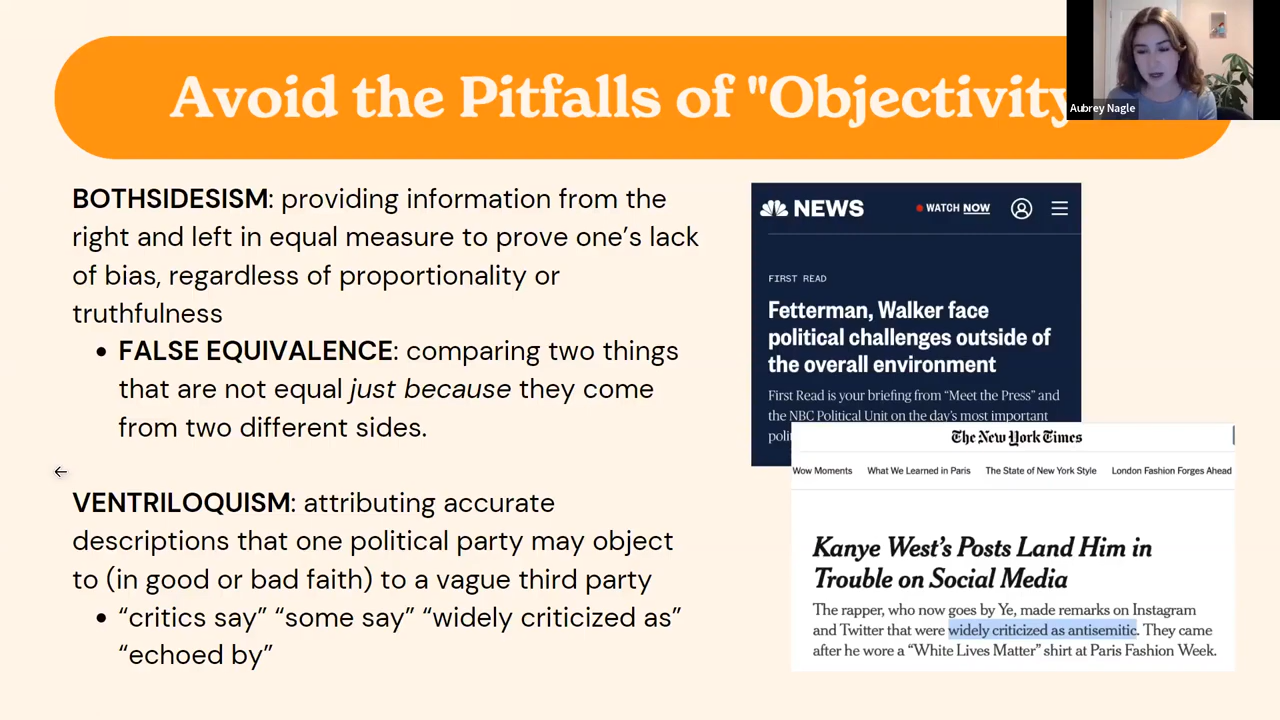 Avoid the Pitfalls of "Objectivity
Aubrey Nagle
BOTHSIDESISM: providing information from the
right and left in equal measure to prove one’s lack
of bias, regardless of proportionality or
truthfulness
• FALSE EQUIVALENCE: comparing two things
that are not equal just because they come
from two different sides.
VENTRILOQUISM: attributing accurate
descriptions that one political party may object
to (in good or bad faith) to a vague third party
• “critics say” “some say” “widely criticized as”
“echoed by”
NEWS
WATCH NOW
FIRST READ
Fetterman, Walker face
political challenges outside of
the overall environment
First Read is your briefing from “Meet the Press” and
the NBC Political Unit on the day’s most important
The New York Times
Wow Moments What We Learned in Paris The State of New York Style London Fashion Forges Ahead
Kanye West’s Posts Land Him in
Trouble on Social Media
The rapper, who now goes by Ye, made remarks on Instagram
and Twitter that were widely criticized as antisemitic. They came
after he wore a “White Lives Matter” shirt at Paris Fashion Week.